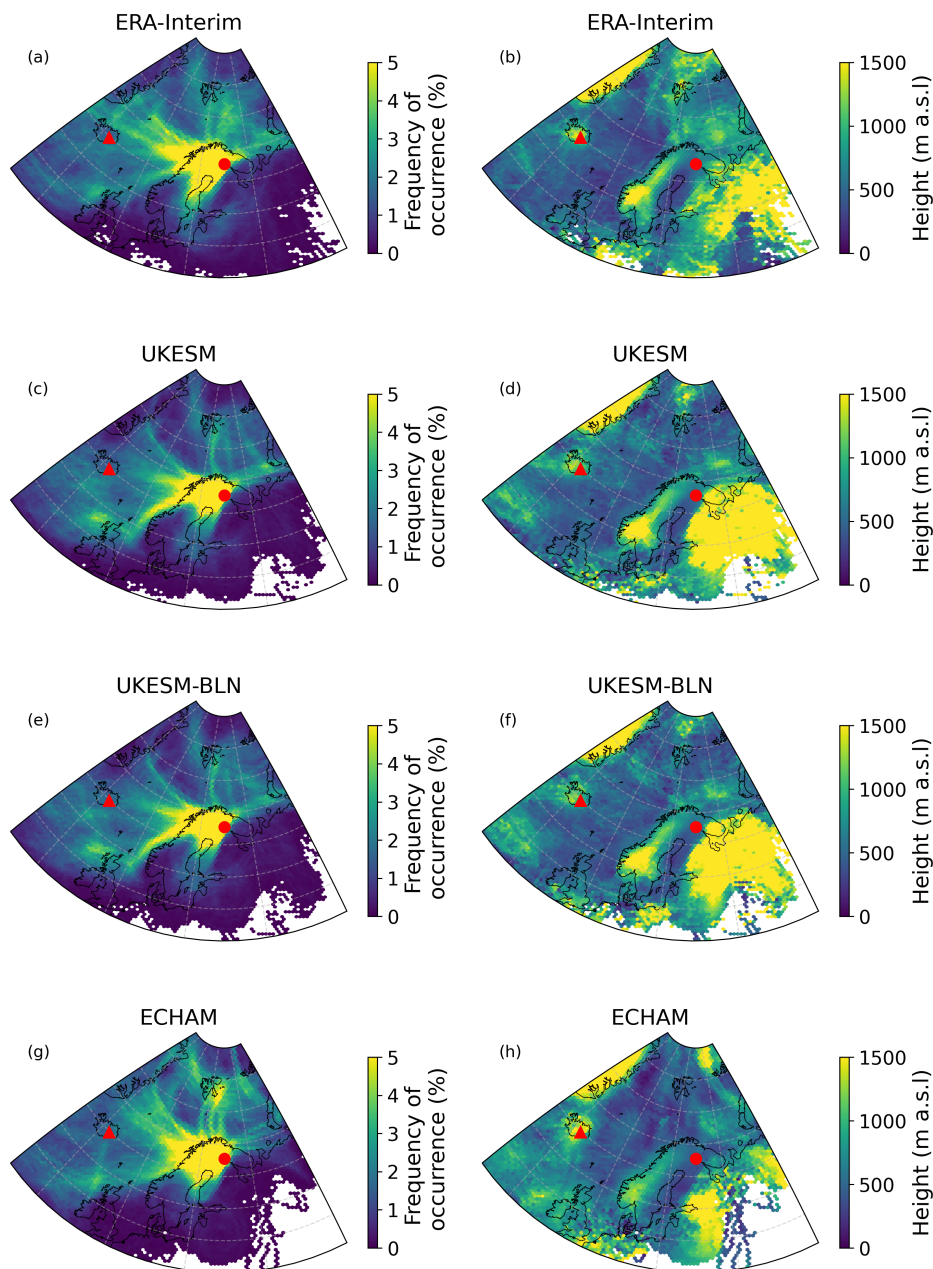 ERA-Interim
(a)
5
4
3
2
1
0
Frequency of
occurrence (%)
ERA-Interim
(b)
1500
1000
500
0
Height (m a.s.l)
UKESM
(c)
5
4
3
2
1
0
Frequency of
occurrence (%)
UKESM
(d)
1500
1000
500
0
Height (m a.s.l)
UKESM-BLN
(e)
5
4
3
2
1
0
Frequency of
occurrence (%)
UKESM-BLN
(f)
1500
1000
500
0
Height (m a.s.l)
ECHAM
(g)
5
4
3
2
1
0
Frequency of
occurrence (%)
ECHAM
(h)
1500
1000
500
0
Height (m a.s.l)